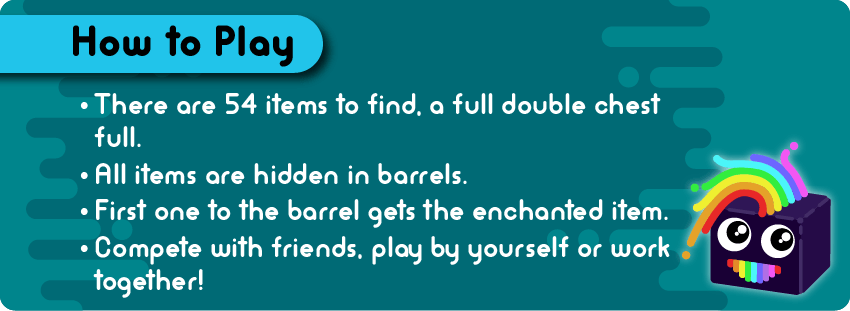 How to Play
• There are 54 items to find, a full double chest
full.
• All items are hidden in barrels.
• First one to the barrel gets the enchanted item.
• Compete with friends, play by yourself or work
together!